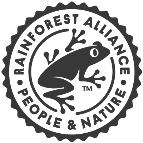 RAINFOREST ALLIANCE
• PEOPLE & NATURE •
TM